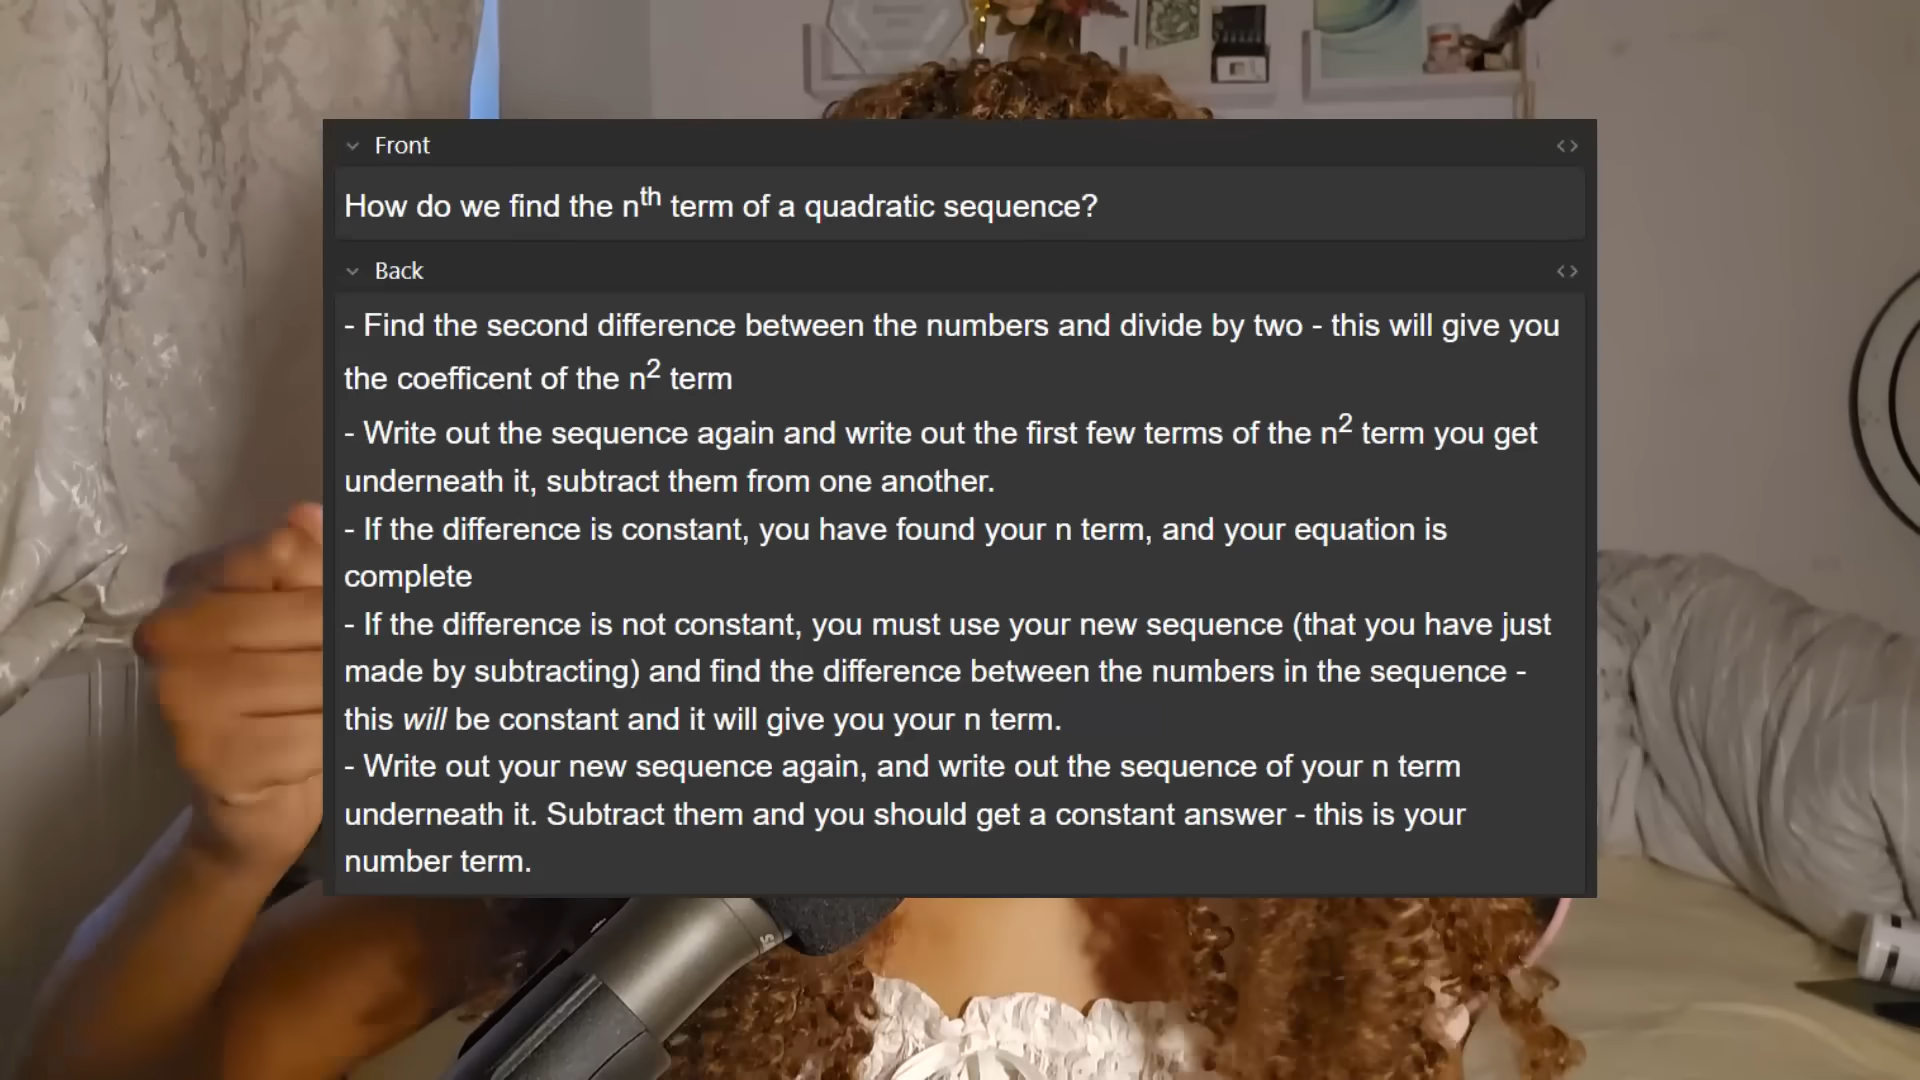 Front
How do we find the nth term of a quadratic sequence?
Back
- Find the second difference between the numbers and divide by two - this will give you
the coefficent of the n2 term
- Write out the sequence again and write out the first few terms of the n2 term you get
underneath it, subtract them from one another.
- If the difference is constant, you have found your n term, and your equation is
complete
- If the difference is not constant, you must use your new sequence (that you have just
made by subtracting) and find the difference between the numbers in the sequence -
this will be constant and it will give you your n term.
- Write out your new sequence again, and write out the sequence of your n term
underneath it. Subtract them and you should get a constant answer - this is your
number term.